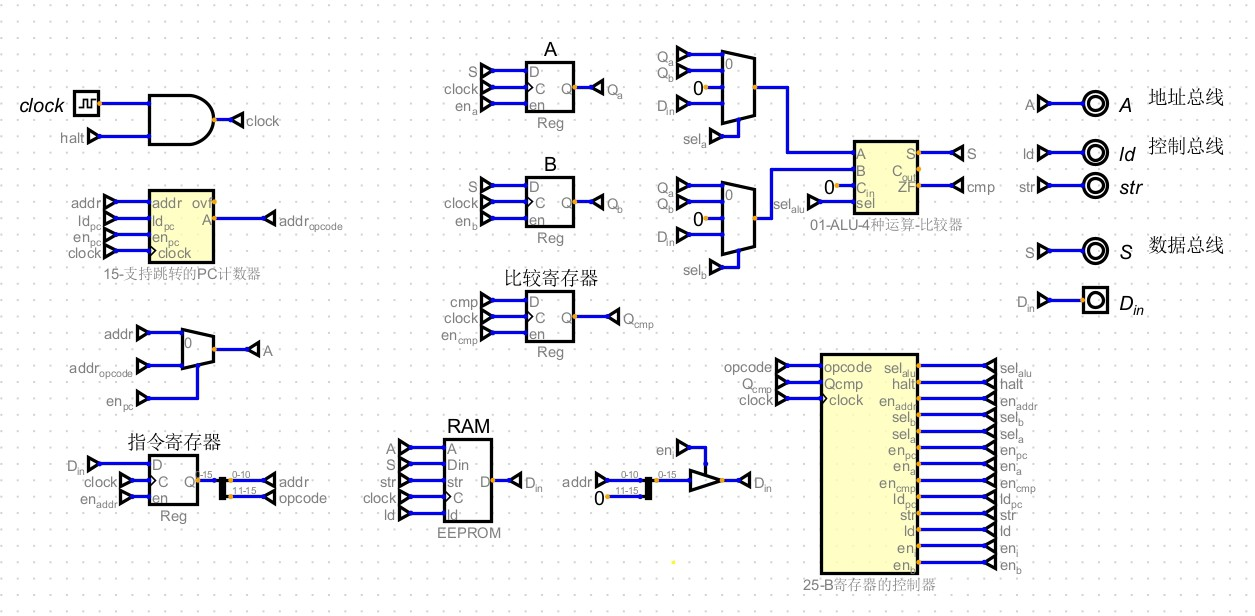 clock
halt
clock
addr
ld_pc
en_pc
clock
addr ovf
ld_pc A
en_pc
clock
addr_opcode
15-支持跳转的PC计数器
addr
addr_opcode
en_pc
0
A
指令寄存器
D_in
clock
en_addr
D
C Q
en
Reg
0-15
0-10
11-15
addr
opcode
A
S
clock
en_a
D
C Q
en
Q_a
Reg
B
S
clock
en_b
D
C Q
en
Q_b
Reg
比较寄存器
cmp
clock
en_cmp
D
C Q
en
Q_cmp
Reg
RAM
A
S
str
clock
ld
A
Din
str D
C
ld
D_in
EEPROM
Q_a
Q_b
0
D_in
sel_a
0
Q_a
Q_b
0
D_in
sel_b
0
0
sel_alu
A S
B C_out
C_in ZF
sel
S
cmp
01-ALU-4种运算-比较器
en_i
addr
0
0-10
11-15
0-15
D_in
opcode
Q_cmp
clock
opcode
Qcmp
clock
sel_alu
halt
en_addr
sel_b
sel_a
en_pc
en_a
en_cmp
ld_pc
str
ld
en_i
en_b
sel_alu
halt
en_addr
sel_b
sel_a
en_pc
en_a
en_cmp
ld_pc
str
ld
en_i
en_b
25-B寄存器的控制器
A A 地址总线
ld ld 控制总线
str str
S S 数据总线
D_in D_in